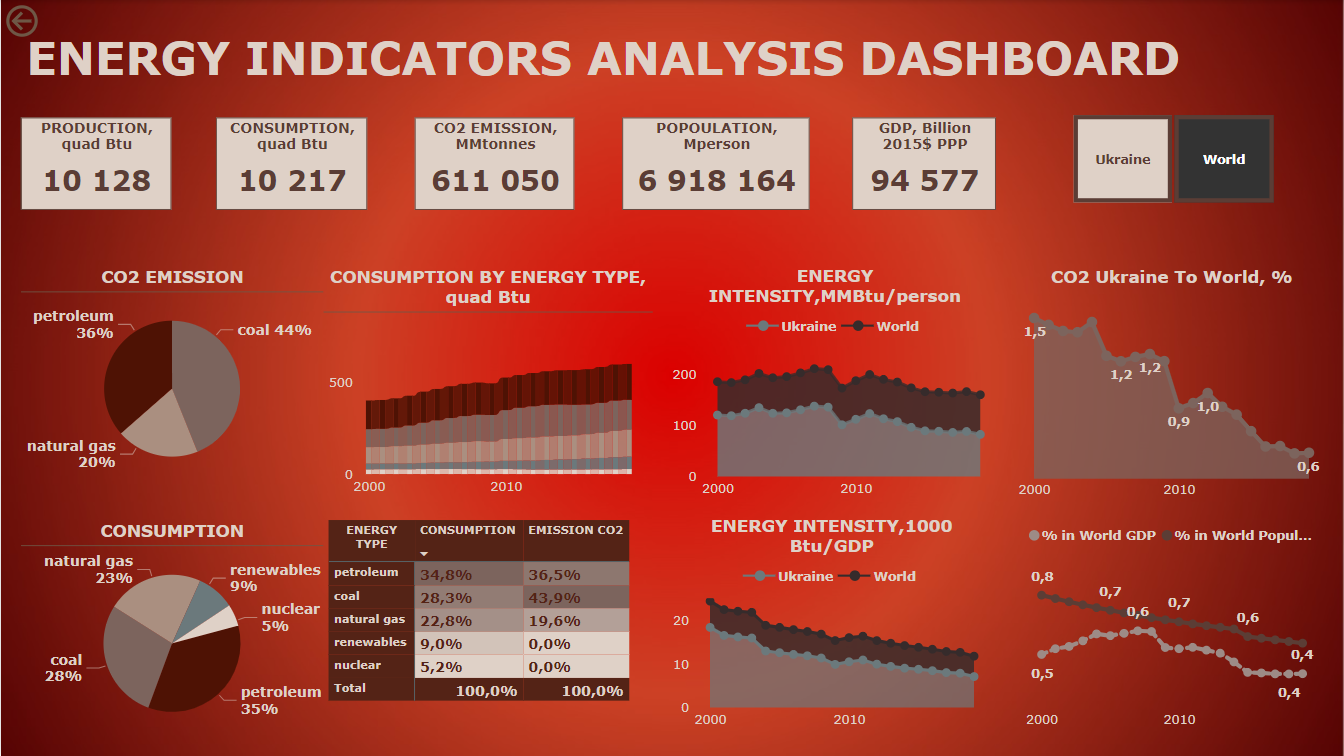 ENERGY INDICATORS ANALYSIS DASHBOARD
PRODUCTION,
quad Btu
10 128
CONSUMPTION,
quad Btu
10 217
CO2 EMISSION,
MMtonnes
611 050
POPOULATION,
Mperson
6 918 164
GDP, Billion
2015$ PPP
94 577
Ukraine
World
CO2 EMISSION
petroleum
36%
coal 44%
natural gas
20%
CONSUMPTION BY ENERGY TYPE,
quad Btu
500
0
2000
2010
ENERGY
INTENSITY,MMBtu/person
Ukraine
World
200
100
0
2000
2010
CO2 Ukraine To World, %
1,5
1,2
1,2
0,9
1,0
0,6
2000
2010
CONSUMPTION
natural gas
23%
renewables
9%
nuclear
5%
coal
28%
petroleum
35%
ENERGY
TYPE
CONSUMPTION
EMISSION CO2
petroleum 34,8% 36,5%
coal 28,3% 43,9%
natural gas 22,8% 19,6%
renewables 9,0% 0,0%
nuclear 5,2% 0,0%
Total 100,0% 100,0%
ENERGY INTENSITY,1000
Btu/GDP
Ukraine
World
20
10
0
2000
2010
% in World GDP
% in World Popul...
0,8
0,7
0,6
0,7
0,6
0,4
0,5
0,4
2000
2010